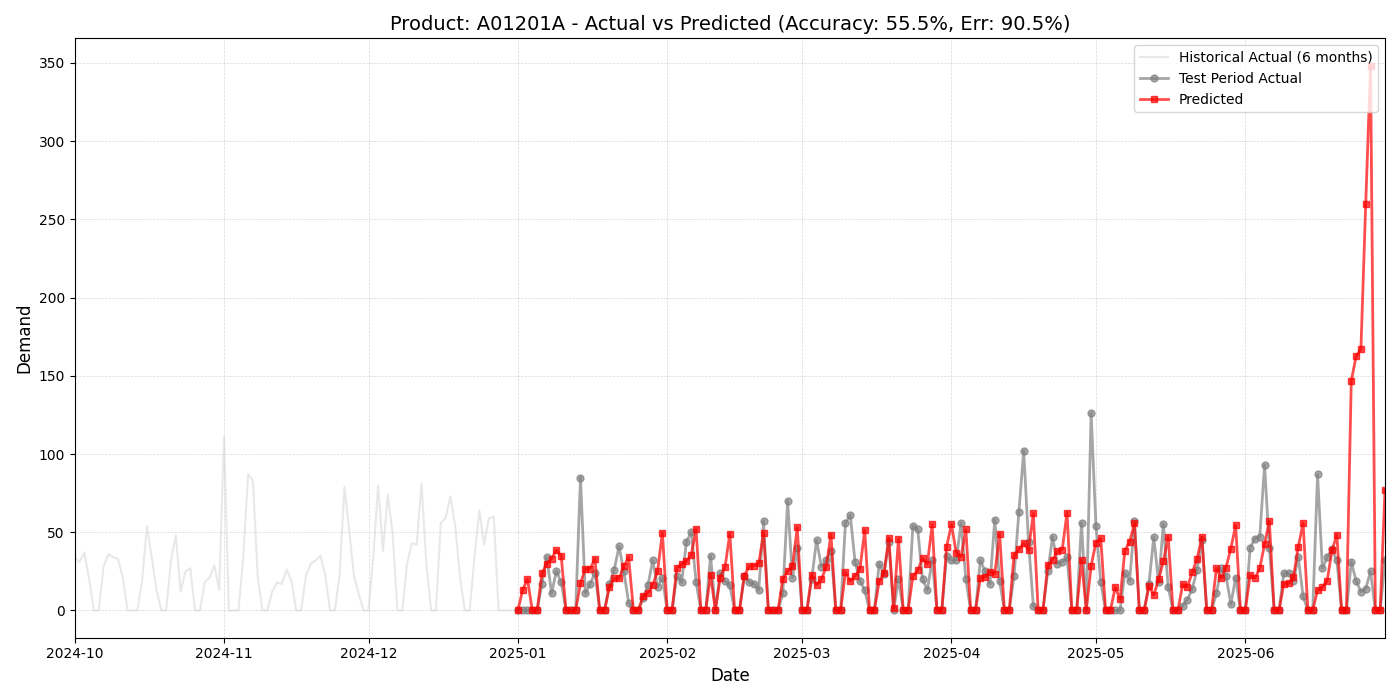 Product: A01201A - Actual vs Predicted (Accuracy: 55.5%, Err: 90.5%)
Historical Actual (6 months)
Test Period Actual
Predicted
Demand
350
300
250
200
150
100
50
0
2024-10
2024-11
2024-12
2025-01
2025-02
2025-03
2025-04
2025-05
2025-06
Date